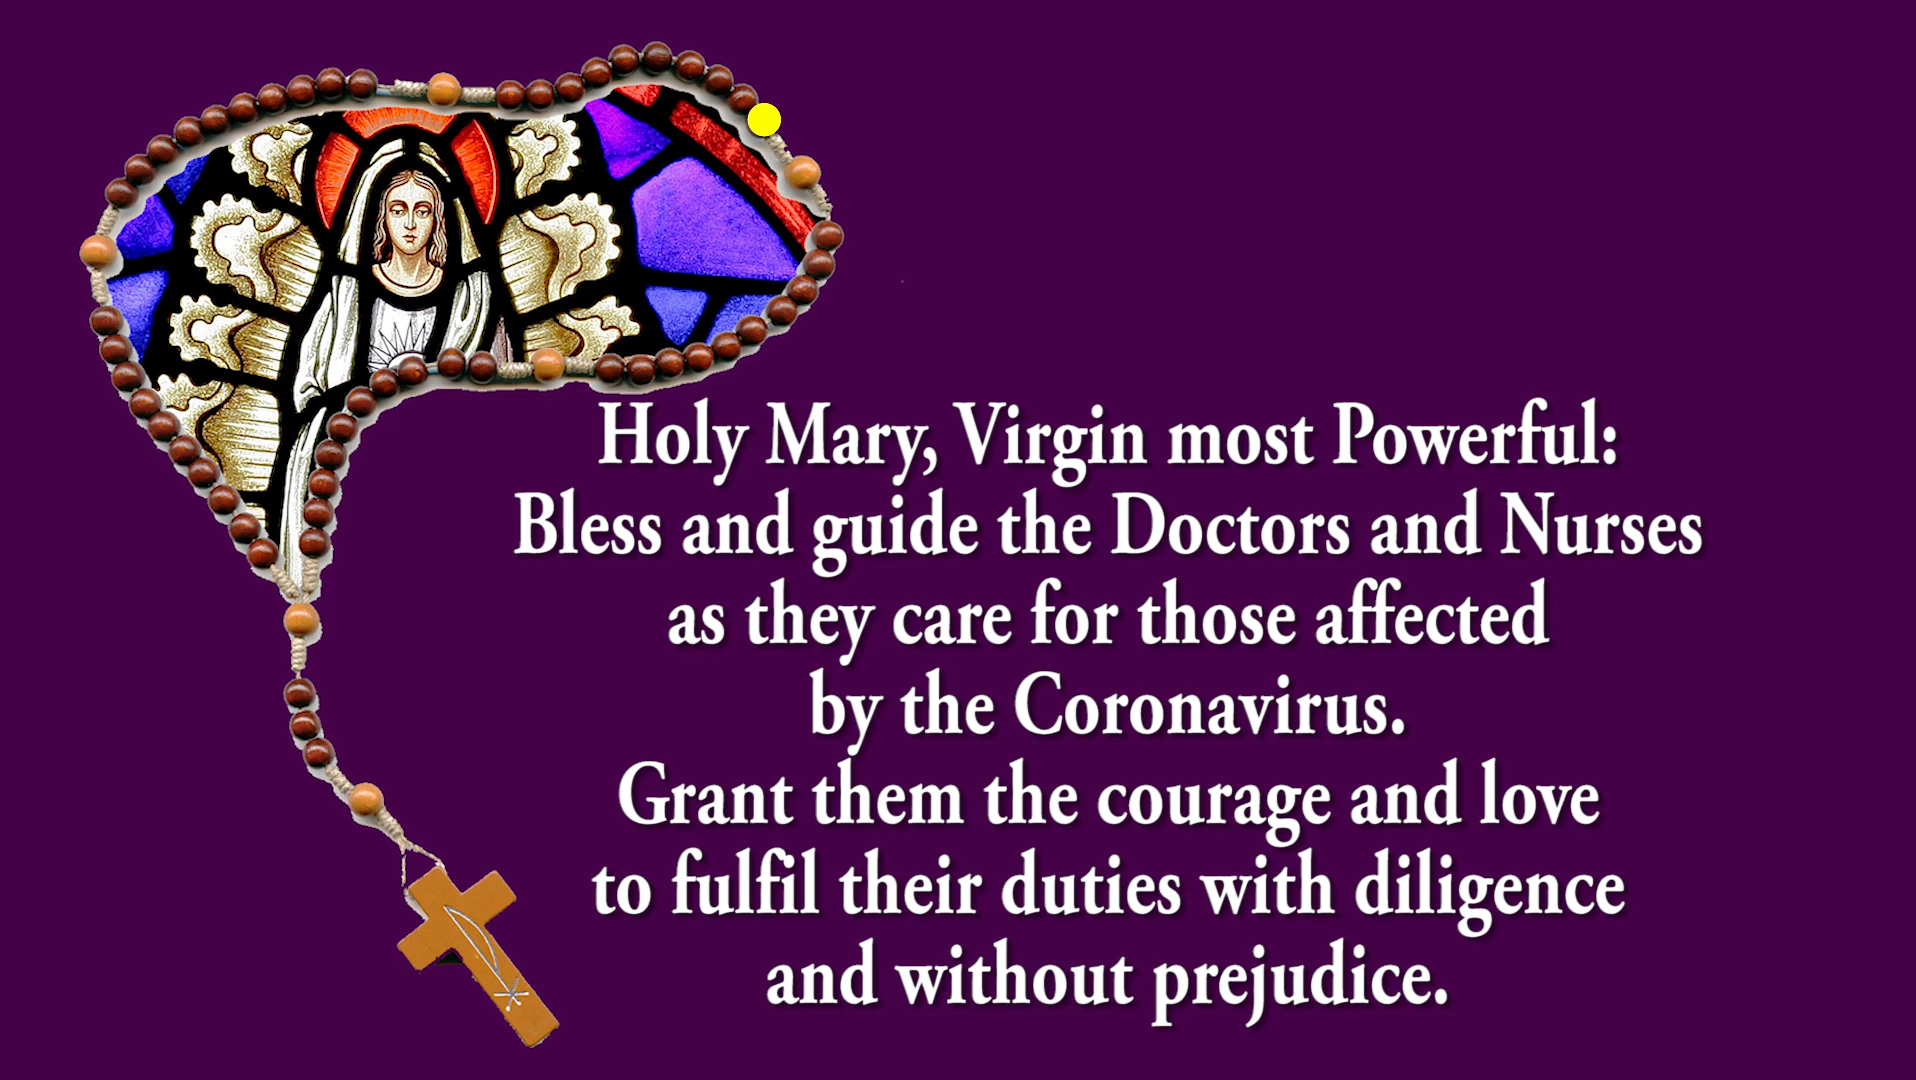 Holy Mary, Virgin most Powerful:
Bless and guide the Doctors and Nurses
as they care for those affected
by the Coronavirus.
Grant them the courage and love
to fulfil their duties with diligence
and without prejudice.